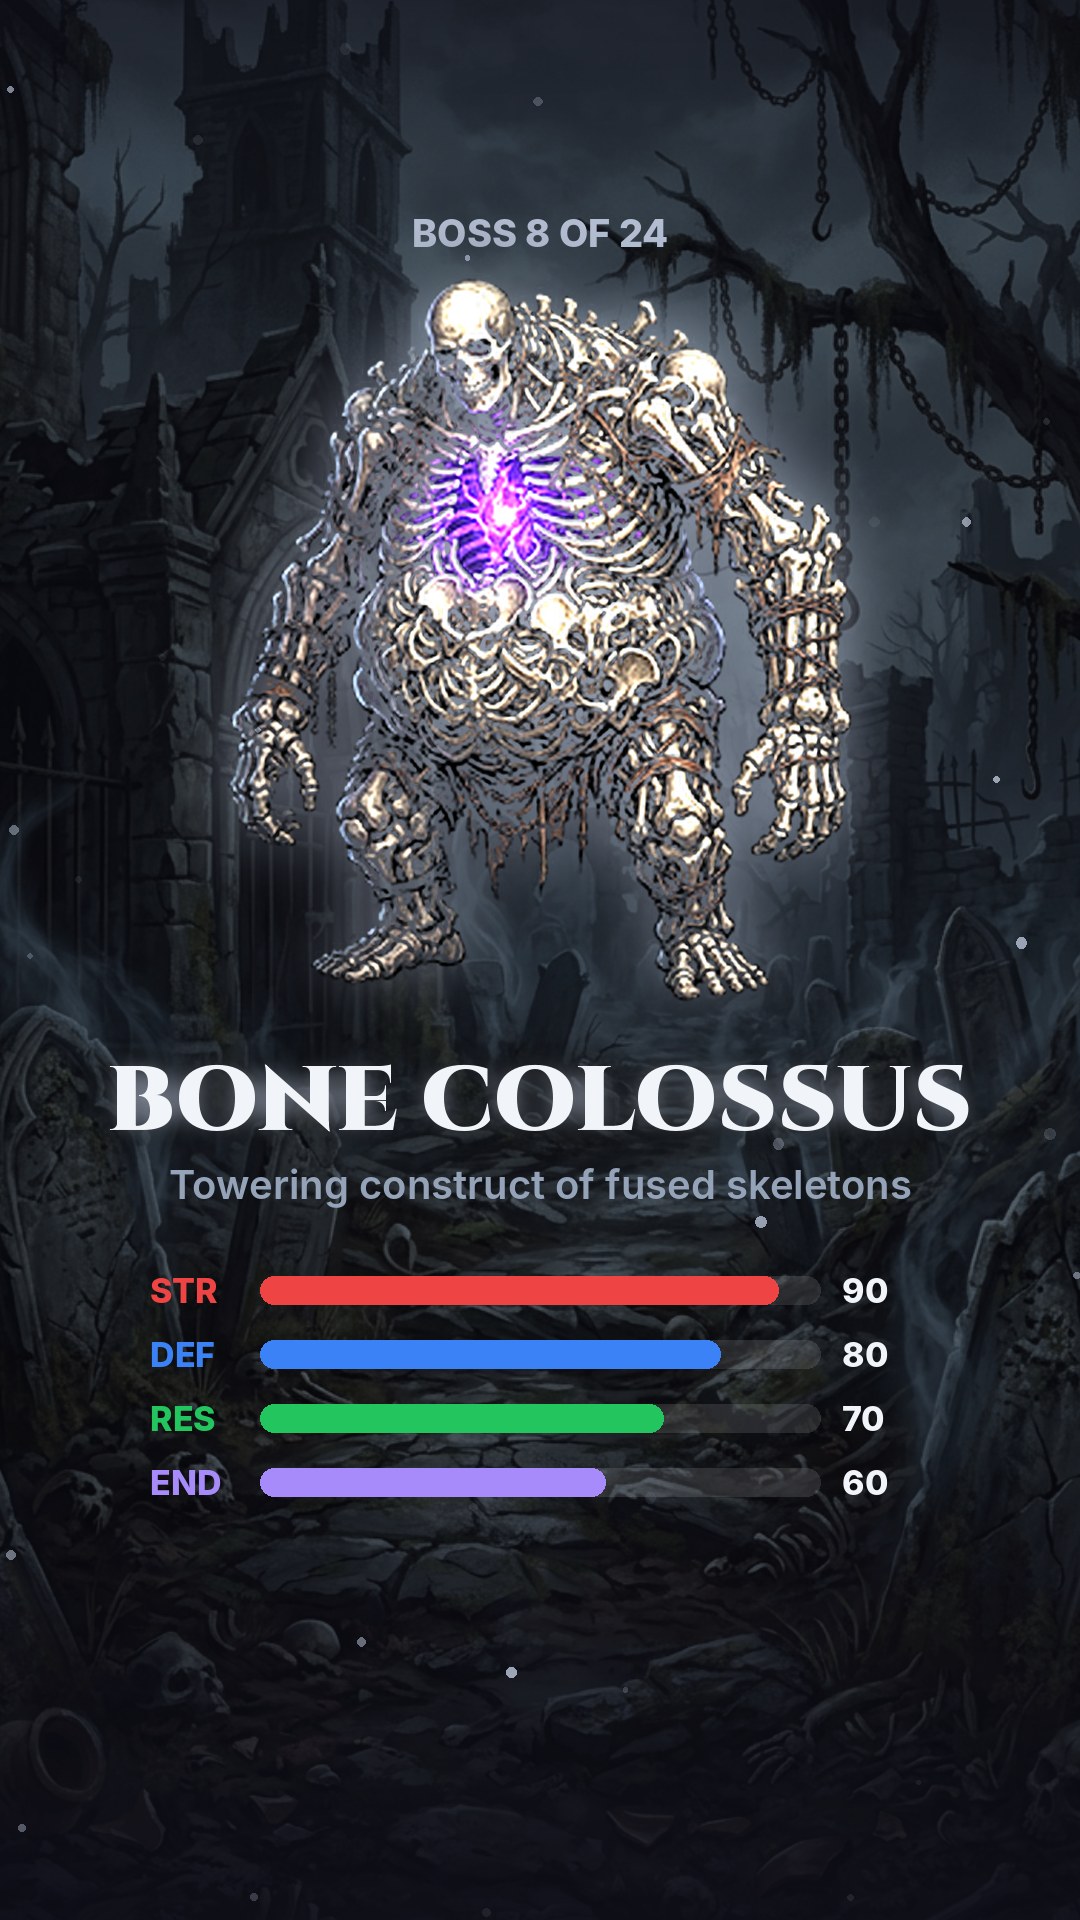 BOSS 8 OF 24
BONE COLOSSUS
Towering construct of fused skeletons
STR 90
DEF 80
RES 70
END 60